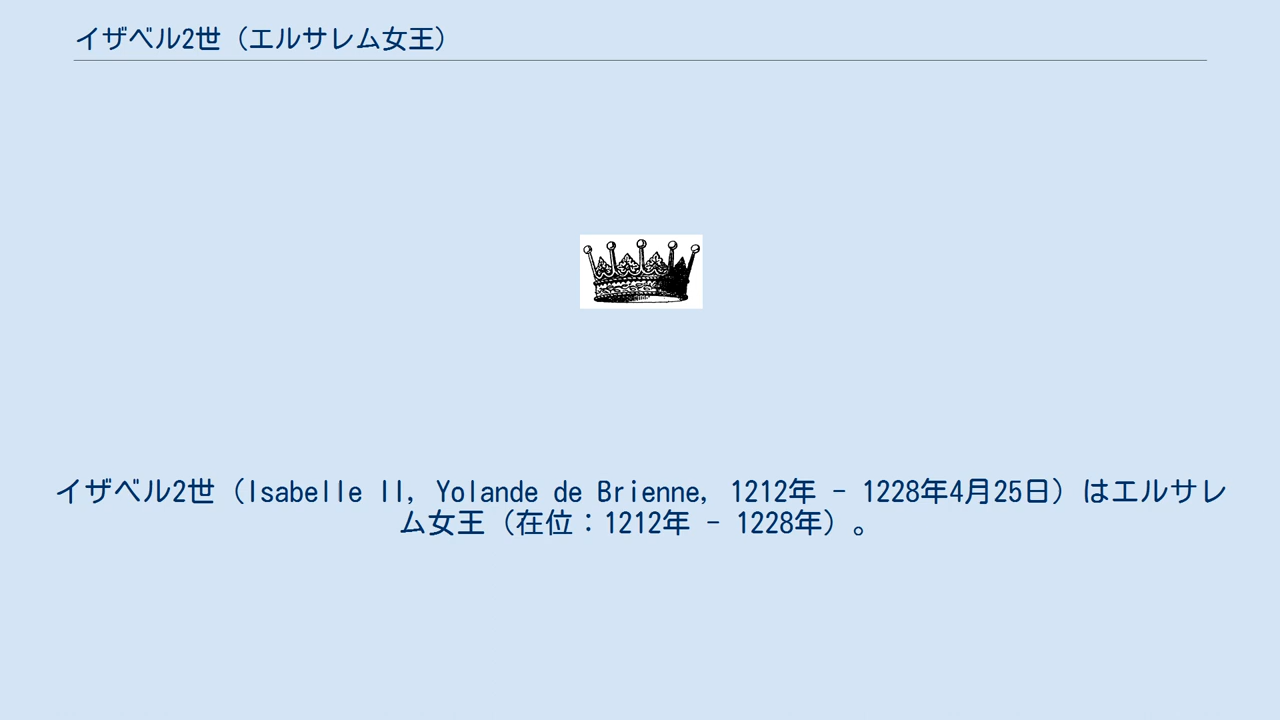 イザベル2世（エルサレム女王）
イザベル2世（Isabelle II, Yolande de Brienne, 1212年 - 1228年4月25日）はエルサレ
ム女王（在位：1212年 - 1228年）。